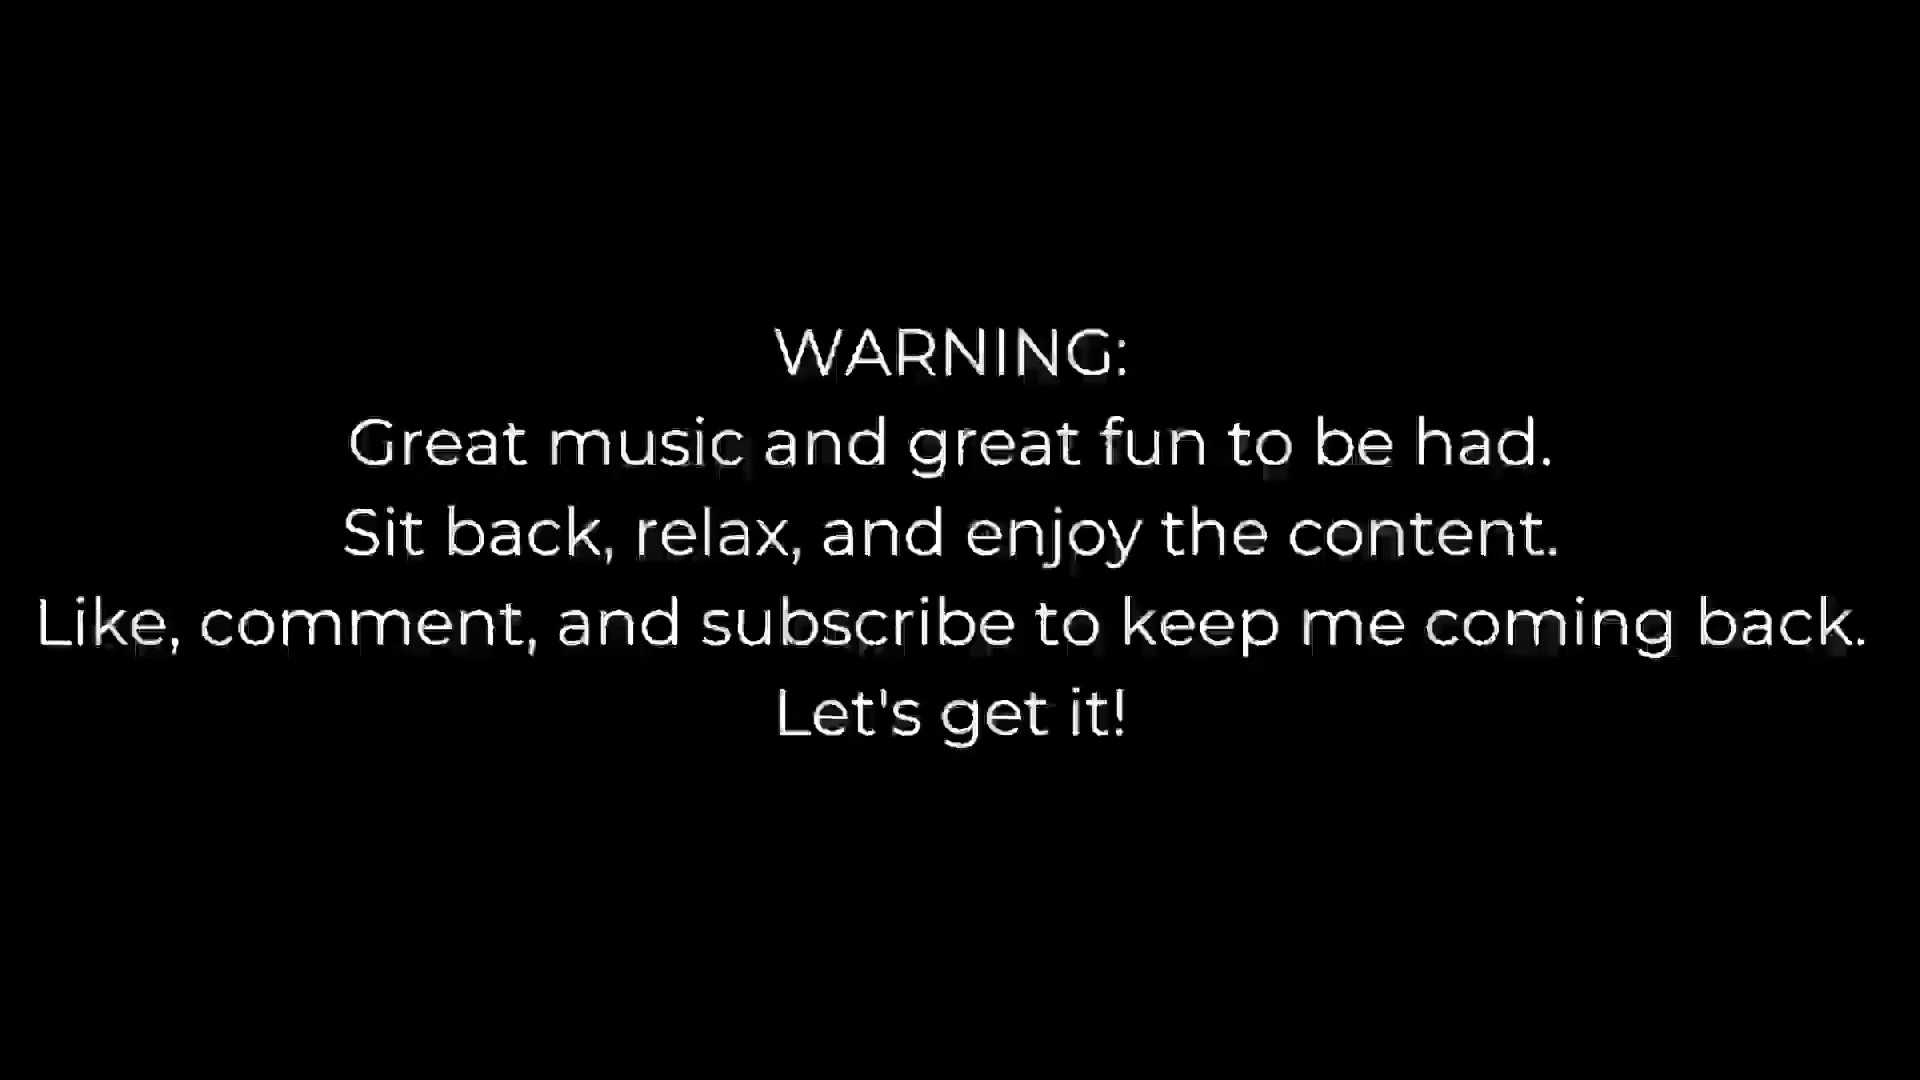 WARNING:
Great music and great fun to be had.
Sit back, relax, and enjoy the content.
Like, comment, and subscribe to keep me coming back.
Let's get it!